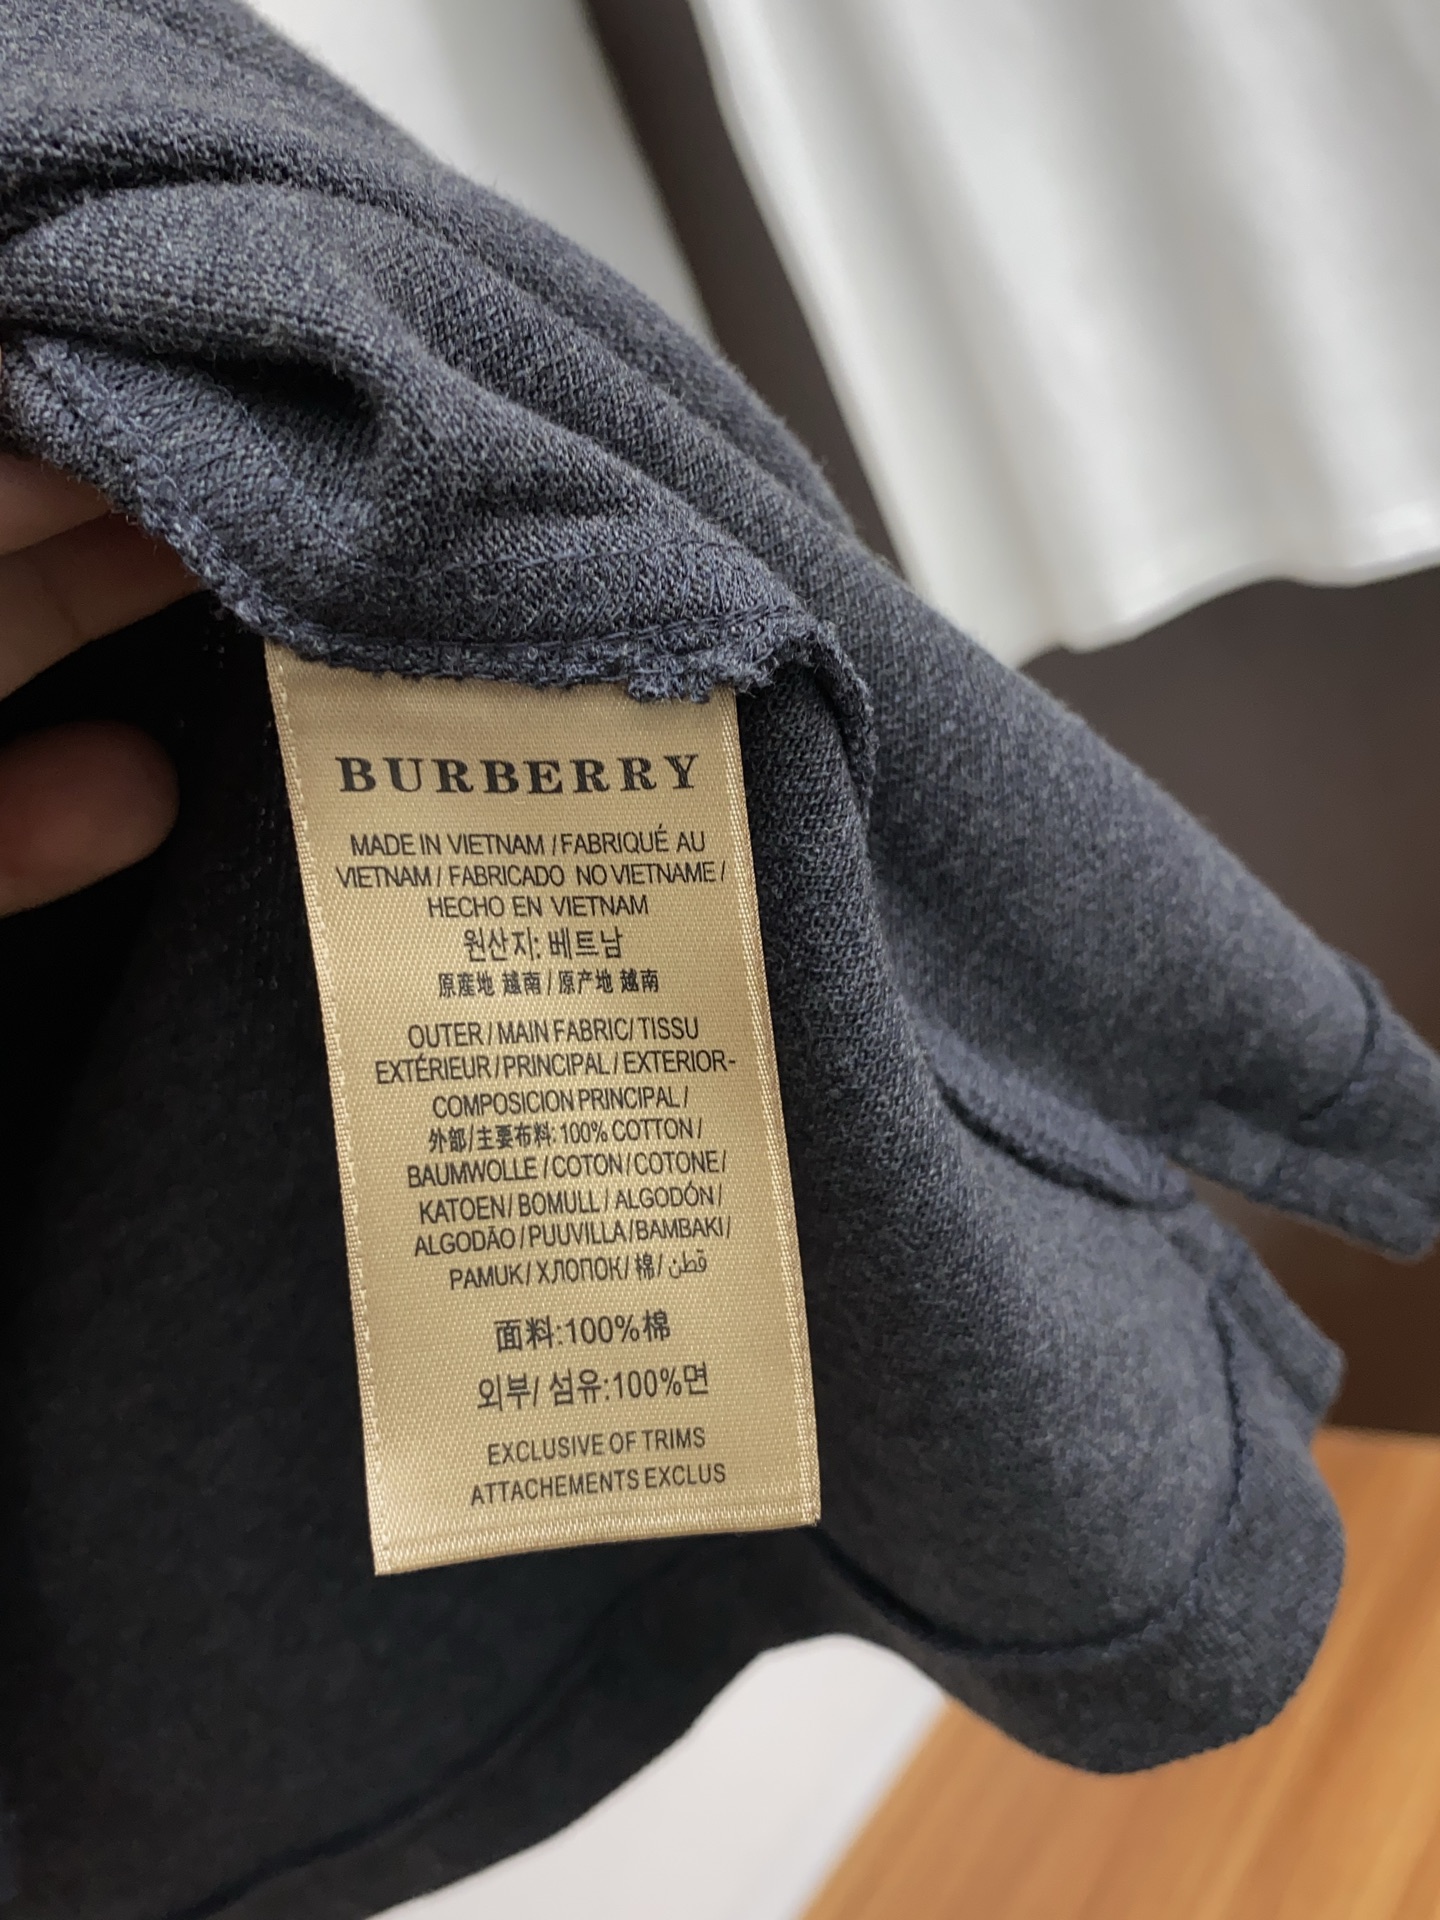 BURBERRY
MADE IN VIETNAM / FABRIQUÉ AU
VIETNAM / FABRICADO NO VIETNAME /
HECHO EN VIETNAM
원산지: 베트남
原産地 越南 / 原产地 越南
OUTER / MAIN FABRIC / TISSU
EXTÉRIEUR / PRINCIPAL / EXTERIOR-
COMPOSICION PRINCIPAL /
外部/主要布料: 100% COTTON /
BAUMWOLLE / COTON / COTONE /
KATOEN / BOMULL / ALGODÓN /
ALGODÃO / PUUVILLA / BAMBAKI /
PAMUK / ХЛОПОК / 棉 / قطن
面料:100%棉
외부/ 섬유:100%면
EXCLUSIVE OF TRIMS
ATTACHEMENTS EXCLUS